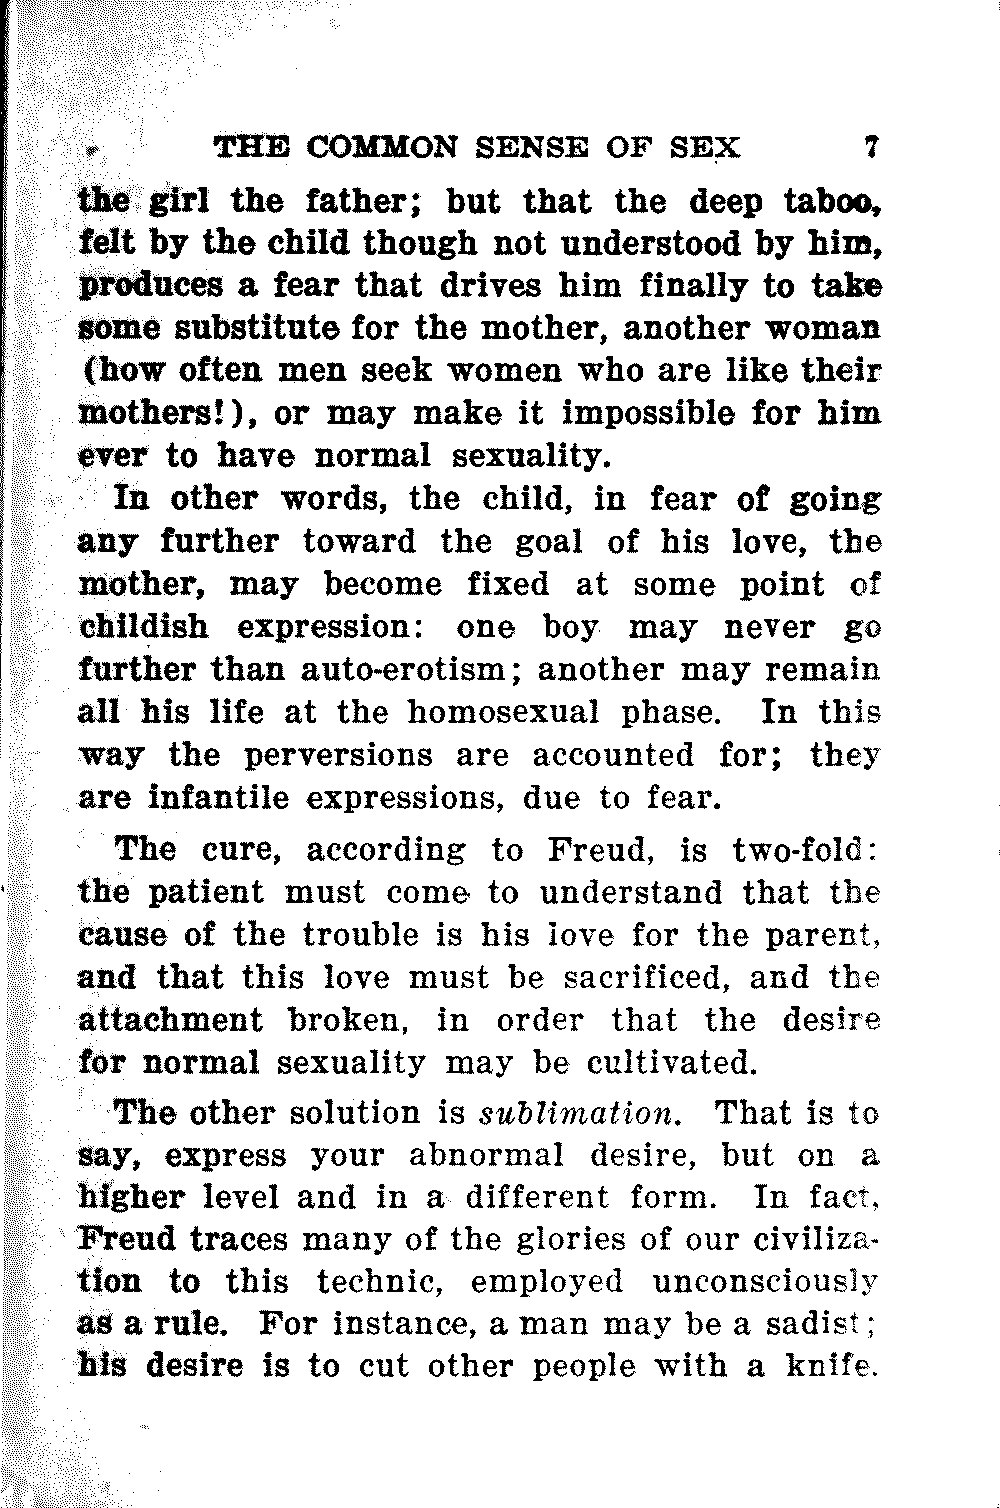 THE COMMON SENSE OF SEX 7
the girl the father; but that the deep taboo,
felt by the child though not understood by him,
produces a fear that drives him finally to take
some substitute for the mother, another woman
(how often men seek women who are like their
mothers!), or may make it impossible for him
ever to have normal sexuality.
In other words, the child, in fear of going
any further toward the goal of his love, the
mother, may become fixed at some point of
childish expression: one boy may never go
further than auto-erotism; another may remain
all his life at the homosexual phase. In this
way the perversions are accounted for; they
are infantile expressions, due to fear.
The cure, according to Freud, is two-fold:
the patient must come to understand that the
cause of the trouble is his love for the parent,
and that this love must be sacrificed, and the
attachment broken, in order that the desire
for normal sexuality may be cultivated.
The other solution is sublimation. That is to
say, express your abnormal desire, but on a
higher level and in a different form. In fact,
Freud traces many of the glories of our civiliza-
tion to this technic, employed unconsciously
as a rule. For instance, a man may be a sadist;
his desire is to cut other people with a knife.